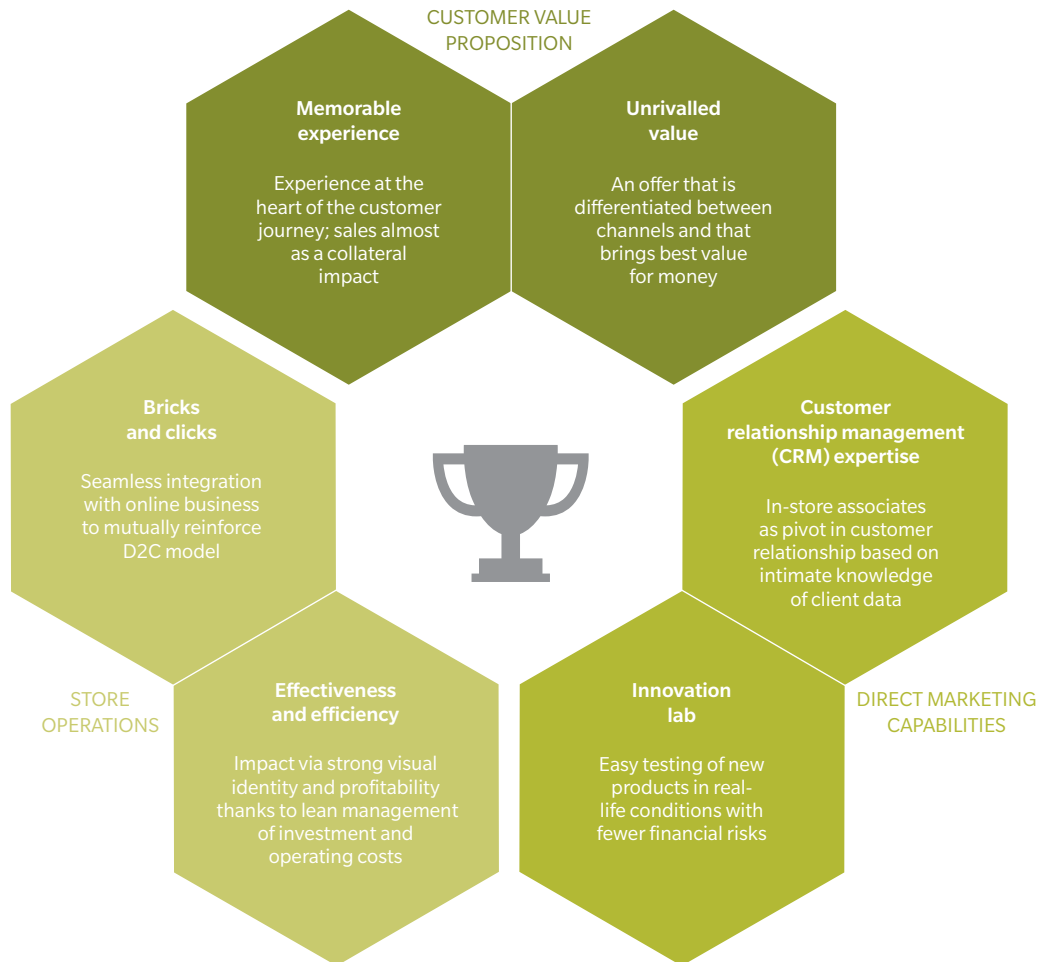 CUSTOMER VALUE
PROPOSITION
Memorable
experience
Experience at the
heart of the customer
journey; sales almost
as a collateral
impact
Unrivalled
value
An offer that is
differentiated between
channels and that
brings best value
for money
Bricks
and clicks
Seamless integration
with online business
to mutually reinforce
D2C model
Customer
relationship management
(CRM) expertise
In-store associates
as pivot in customer
relationship based on
intimate knowledge
of client data
STORE
OPERATIONS
Effectiveness
and efficiency
Impact via strong visual
identity and profitability
thanks to lean management
of investment and
operating costs
Innovation
lab
Easy testing of new
products in real-
life conditions with
fewer financial risks
DIRECT MARKETING
CAPABILITIES